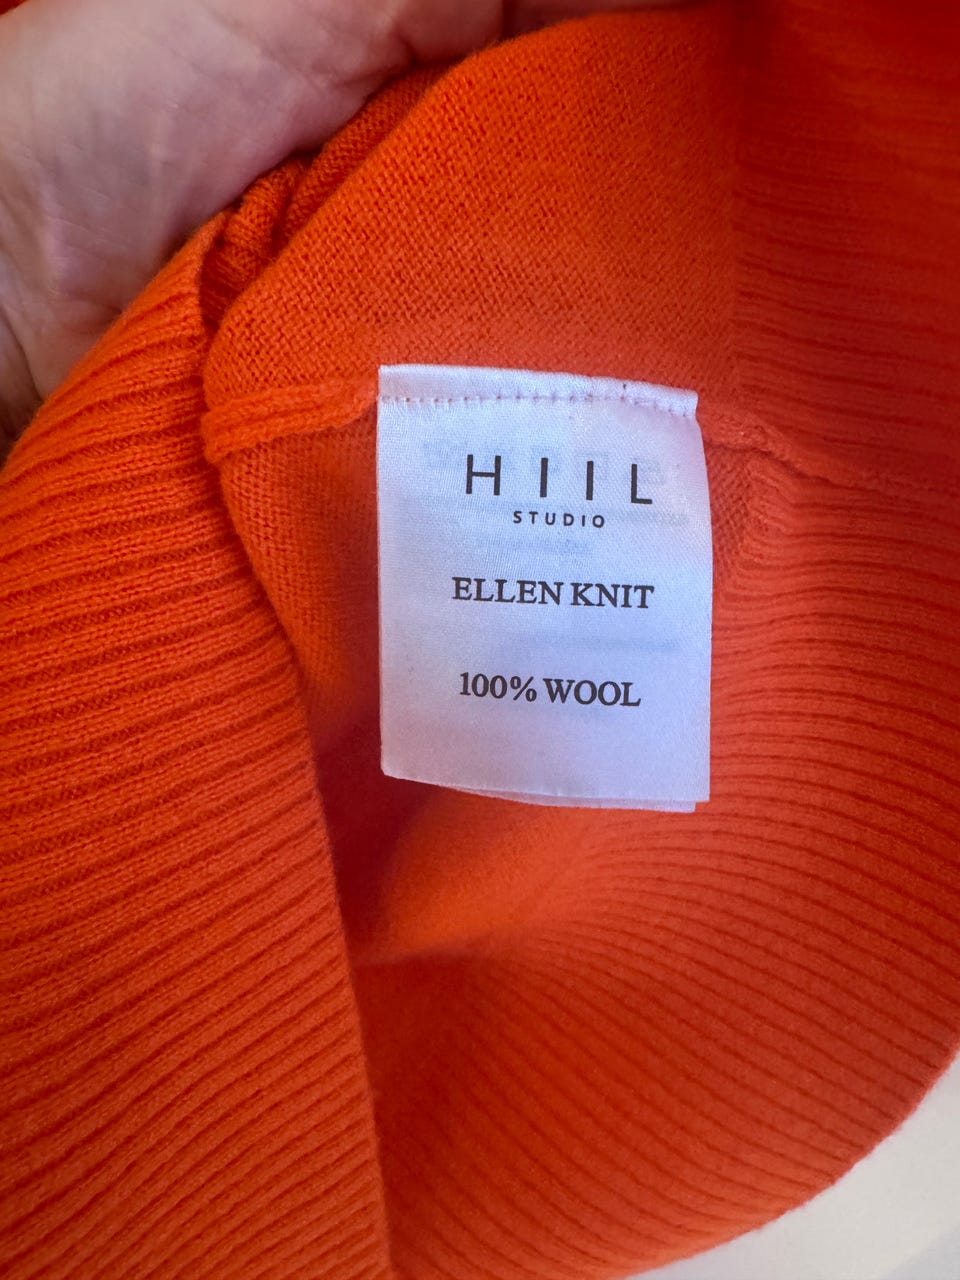 HIIL
STUDIO
ELLEN KNIT
100% WOOL